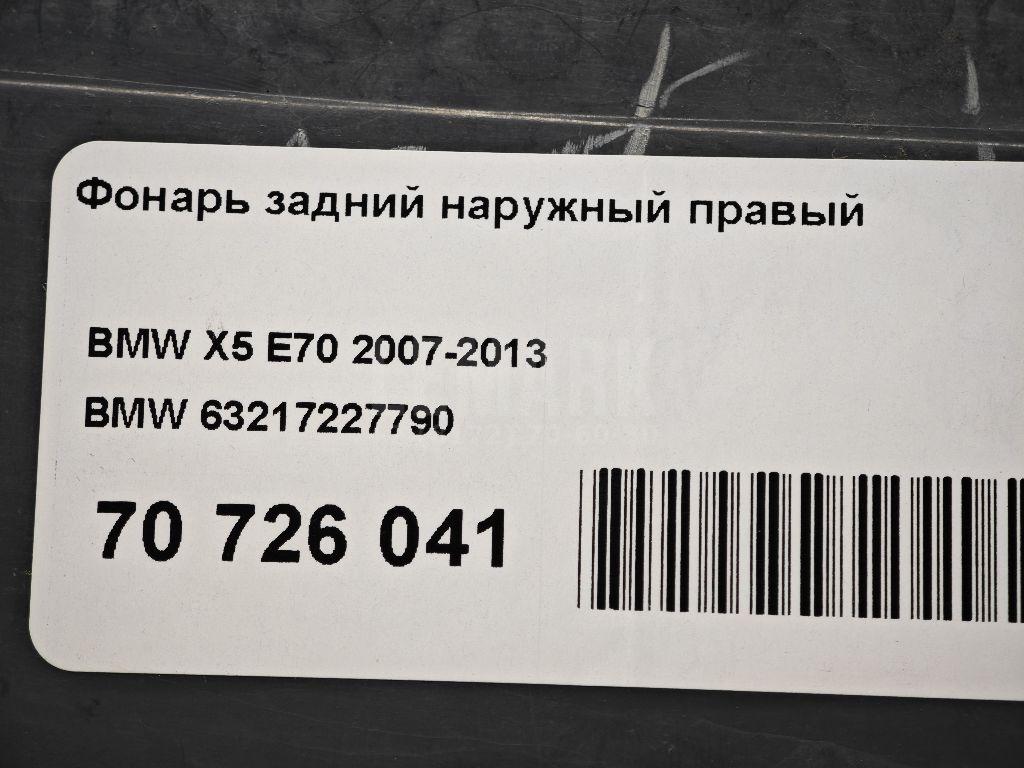 Фонарь задний наружный правый
BMW X5 E70 2007-2013
BMW 63217227790
70 726 041